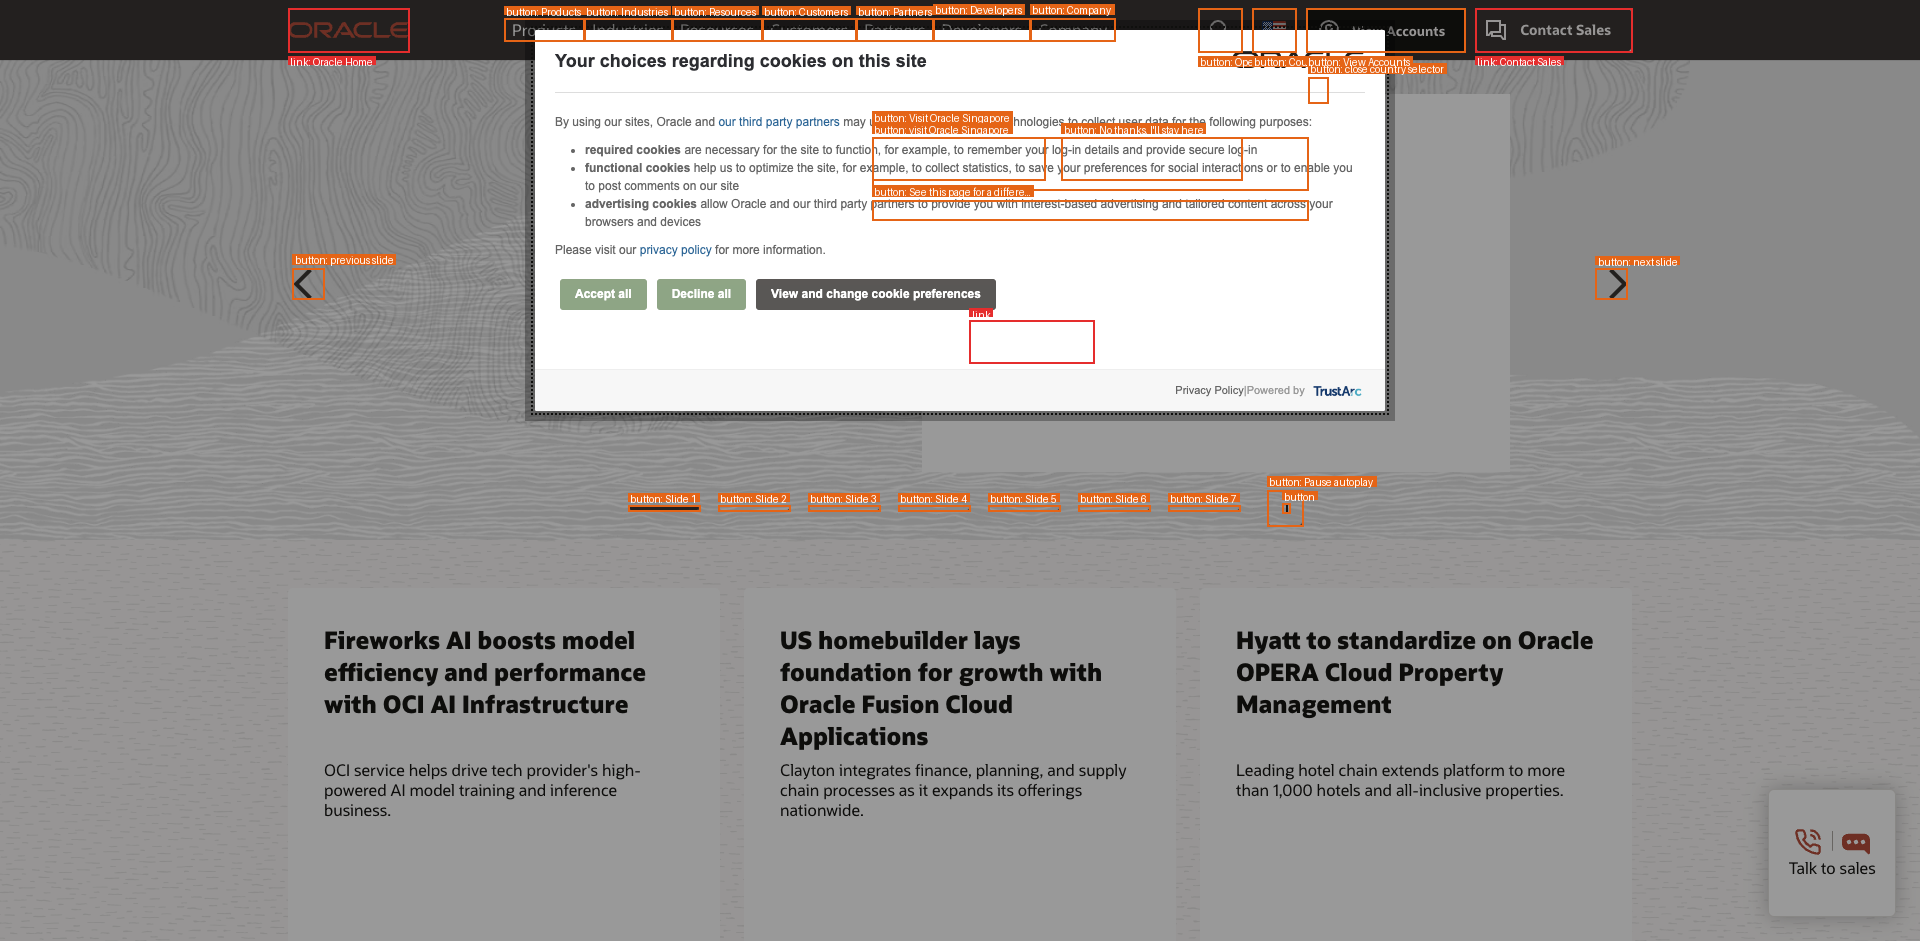 ORACLE
link: Oracle Home
button: Products
button: Industries
button: Resources
button: Customers
button: Partners
button: Developers
button: Company
Products
Industries
Resources
Customers
Partners
Developers
Company
View Accounts
Contact Sales
button: View Accounts
link: Contact Sales
button: close country selector
Your choices regarding cookies on this site
By using our sites, Oracle and our third party partners may
technologies to collect user data for the following purposes:
button: Visit Oracle Singapore
button: visit Oracle Singapore
button: No thanks, I'll stay here
• required cookies are necessary for the site to function, for example, to remember your log-in details and provide secure log-in
• functional cookies help us to optimize the site, for example, to collect statistics, to save your preferences for social interactions or to enable you
to post comments on our site
button: See this page for a differe...
• advertising cookies allow Oracle and our third party partners to provide you with interest-based advertising and tailored content across your
browsers and devices
Please visit our privacy policy for more information.
button: previous slide
button: next slide
Accept all
Decline all
View and change cookie preferences
link
Privacy Policy|Powered by TrustArc
button: Pause autoplay
button
button: Slide 1
button: Slide 2
button: Slide 3
button: Slide 4
button: Slide 5
button: Slide 6
button: Slide 7
Fireworks AI boosts model
efficiency and performance
with OCI AI Infrastructure
OCI service helps drive tech provider's high-
powered AI model training and inference
business.
US homebuilder lays
foundation for growth with
Oracle Fusion Cloud
Applications
Clayton integrates finance, planning, and supply
chain processes as it expands its offerings
nationwide.
Hyatt to standardize on Oracle
OPERA Cloud Property
Management
Leading hotel chain extends platform to more
than 1,000 hotels and all-inclusive properties.
Talk to sales